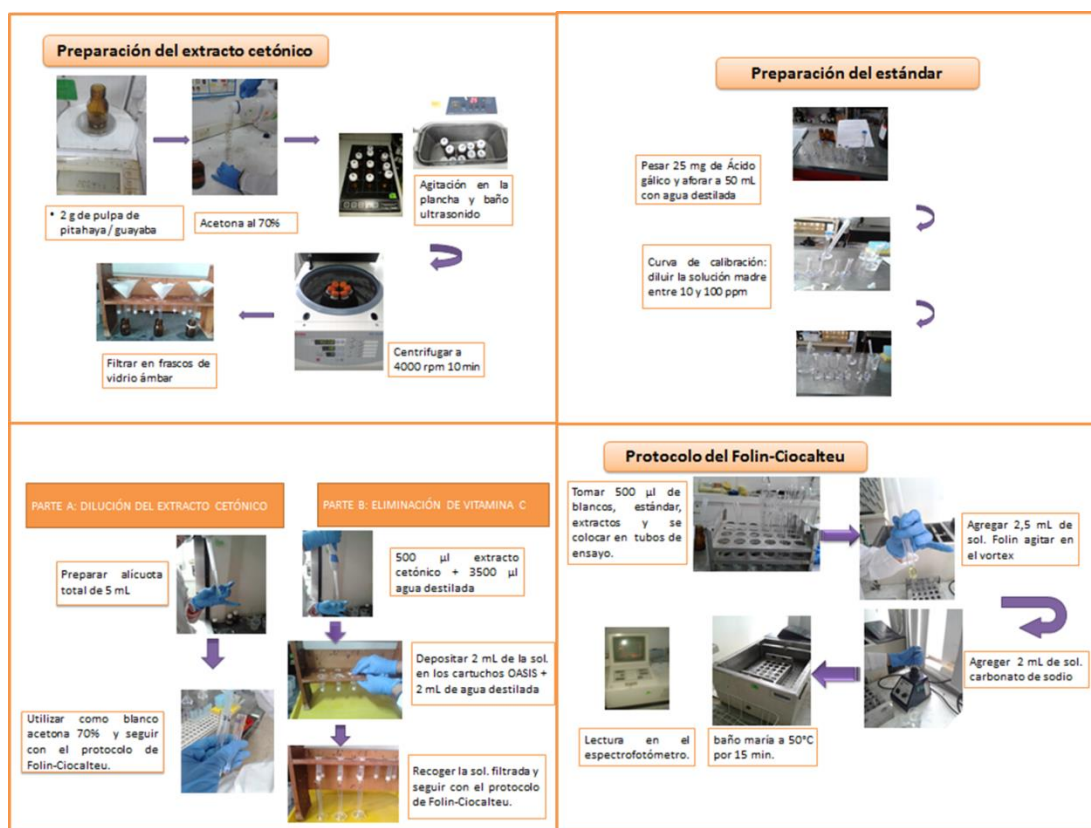 Preparación del extracto cetónico
• 2 g de pulpa de
pitahaya / guayaba
Acetona al 70%
Agitación en la
plancha y baño
ultrasonido
Centrifugar a
4000 rpm 10 min
Filtrar en frascos de
vidrio ámbar
Preparación del estándar
Pesar 25 mg de Ácido
gálico y aforar a 50 mL
con agua destilada
Curva de calibración:
diluir la solución madre
entre 10 y 100 ppm
PARTE A: DILUCIÓN DEL EXTRACTO CETÓNICO
Preparar alícuota
total de 5 mL
Utilizar como blanco
acetona 70% y seguir
con el protocolo de
Folin-Ciocalteu.
PARTE B: ELIMINACIÓN DE VITAMINA C
500 µl extracto
cetónico + 3500 µl
agua destilada
Depositar 2 mL de la sol.
en los cartuchos OASIS +
2 mL de agua destilada
Recoger la sol. filtrada y
seguir con el protocolo
de Folin-Ciocalteu.
Protocolo del Folin-Ciocalteu
Tomar 500 µl de
blancos, estándar,
extractos y se
colocar en tubos de
ensayo.
Agregar 2,5 mL de
sol. Folin agitar en
el vortex
Agreger 2 mL de sol.
carbonato de sodio
baño maría a 50°C
por 15 min.
Lectura en el
espectrofotómetro.